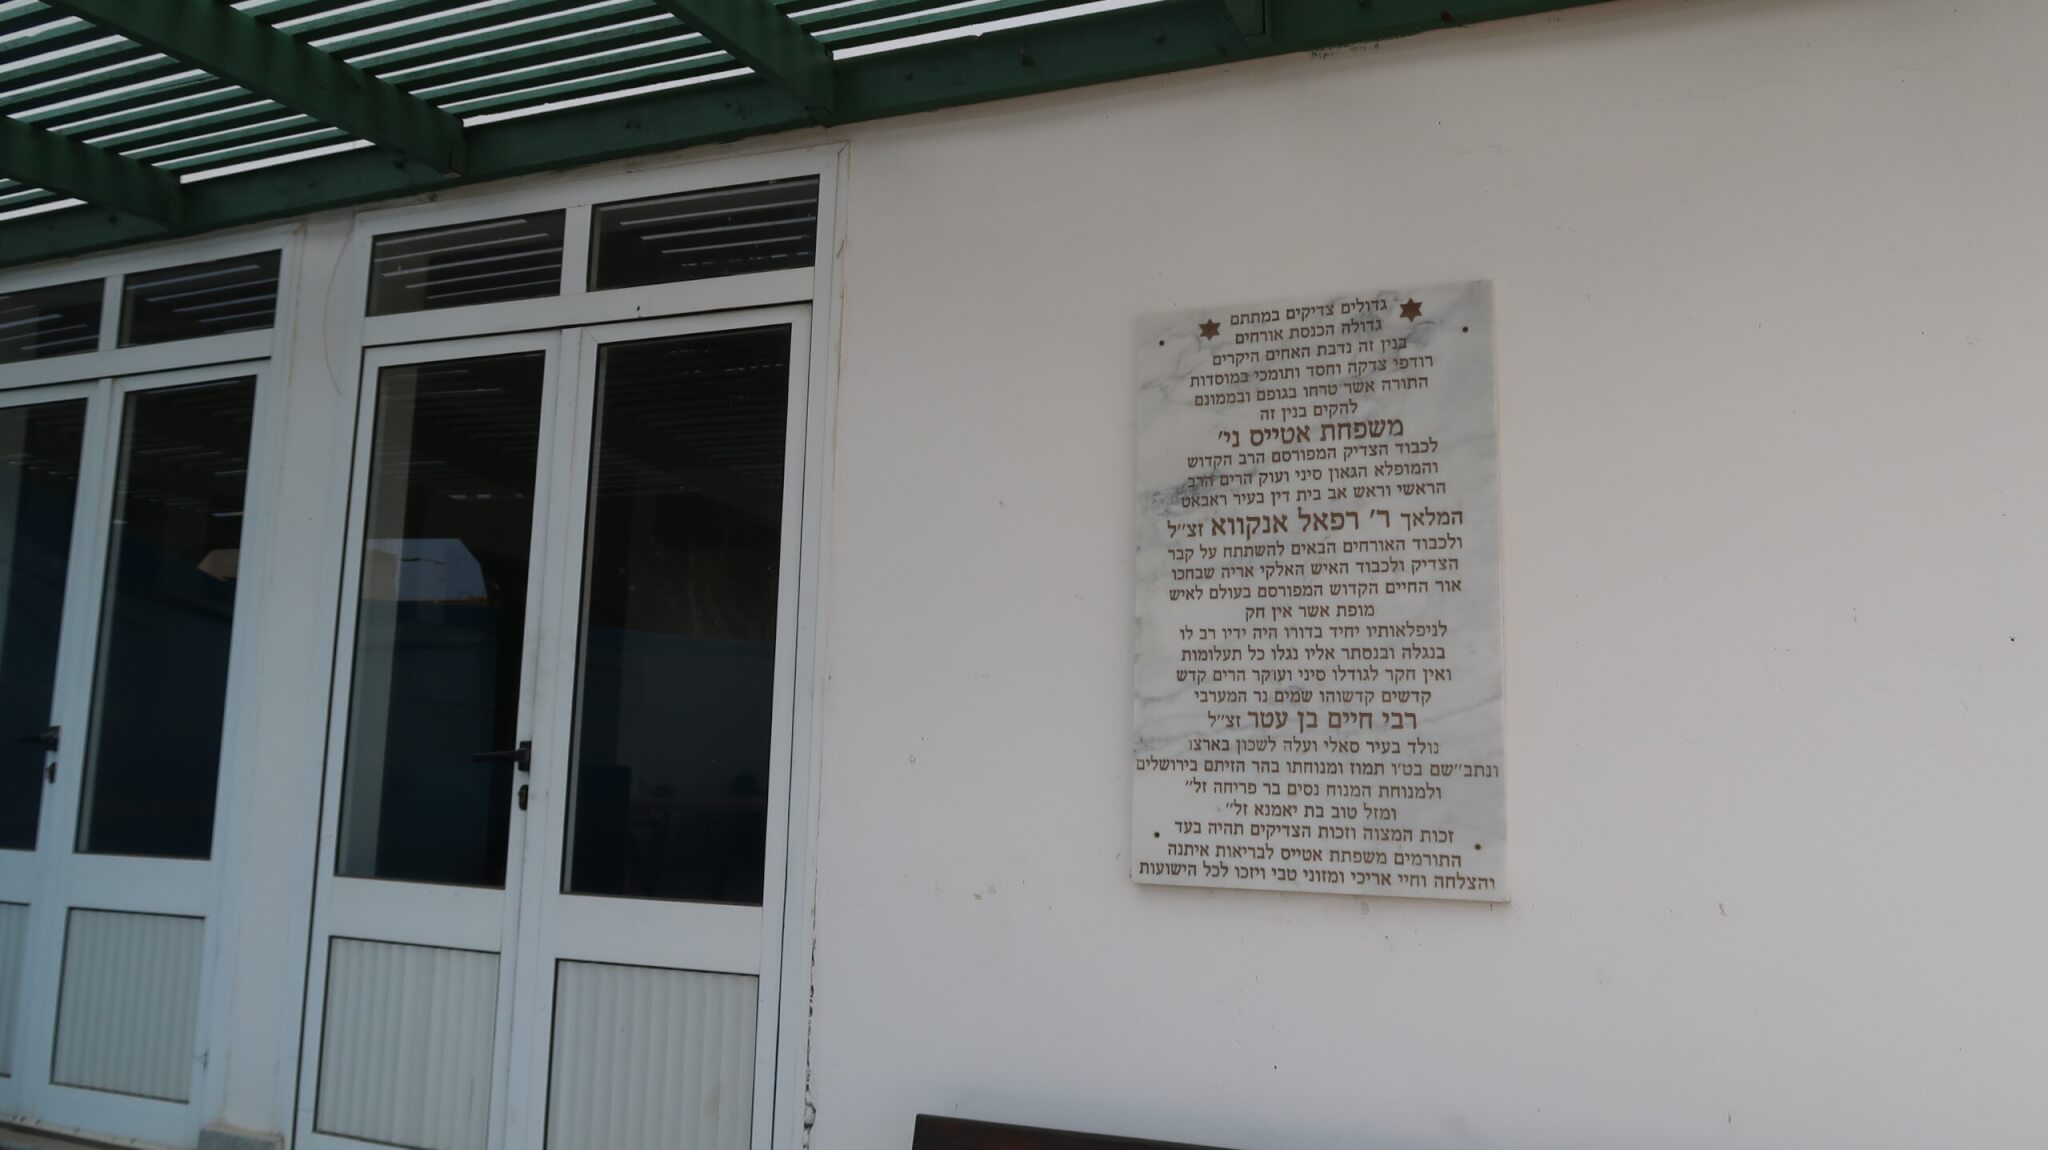 גדולים צדיקים במתתם
גדולה הכנסת אורחים
בנין זה נדבת האחים היקרים
רודפי צדקה וחסד ותומכי במוסדות
התורה אשר טרחו בגופם ובממונם
להקים בנין זה
משפחת אטייס ני'
לכבוד הצדיק המפורסם הרב הקדוש
והמופלא הגאון סיני ועוק הרים הרב
הראשי וראש אב בית דין בעיר ראבאט
המלאך ר' רפאל אנקווא זצ״ל
ולכבוד האורחים הבאים להשתתח על קבר
הצדיק ולכבוד האיש האלקי אריה שבחכו
אור החיים הקדוש המפורסם בעולם לאיש
מופת אשר אין חק
לניפלאותיו יחיד בדורו היה ידיו רב לו
בנגלה ובנסתר אליו נגלו כל תעלומות
ואין חקר לגודלו סיני ועוקר הרים קדש
קדשים קדשוהו שמים נר המערבי
רבי חיים בן עטר זצ״ל
נולד בעיר סאלי ועלה לשכון בארצו
ונתב״שם בט'ו תמוז ומנוחתו בהר הזיתם בירושלים
ולמנוחת המנוח נסים בר פריחה זל״
ומזל טוב בת יאמנא זל״
זכות המצוה וזכות הצדיקים תהיה בעד
התורמים משפתת אטייס לבריאות איתנה
והצלחה וחיי אריכי ומזוני טבי ויזכו לכל הישועות